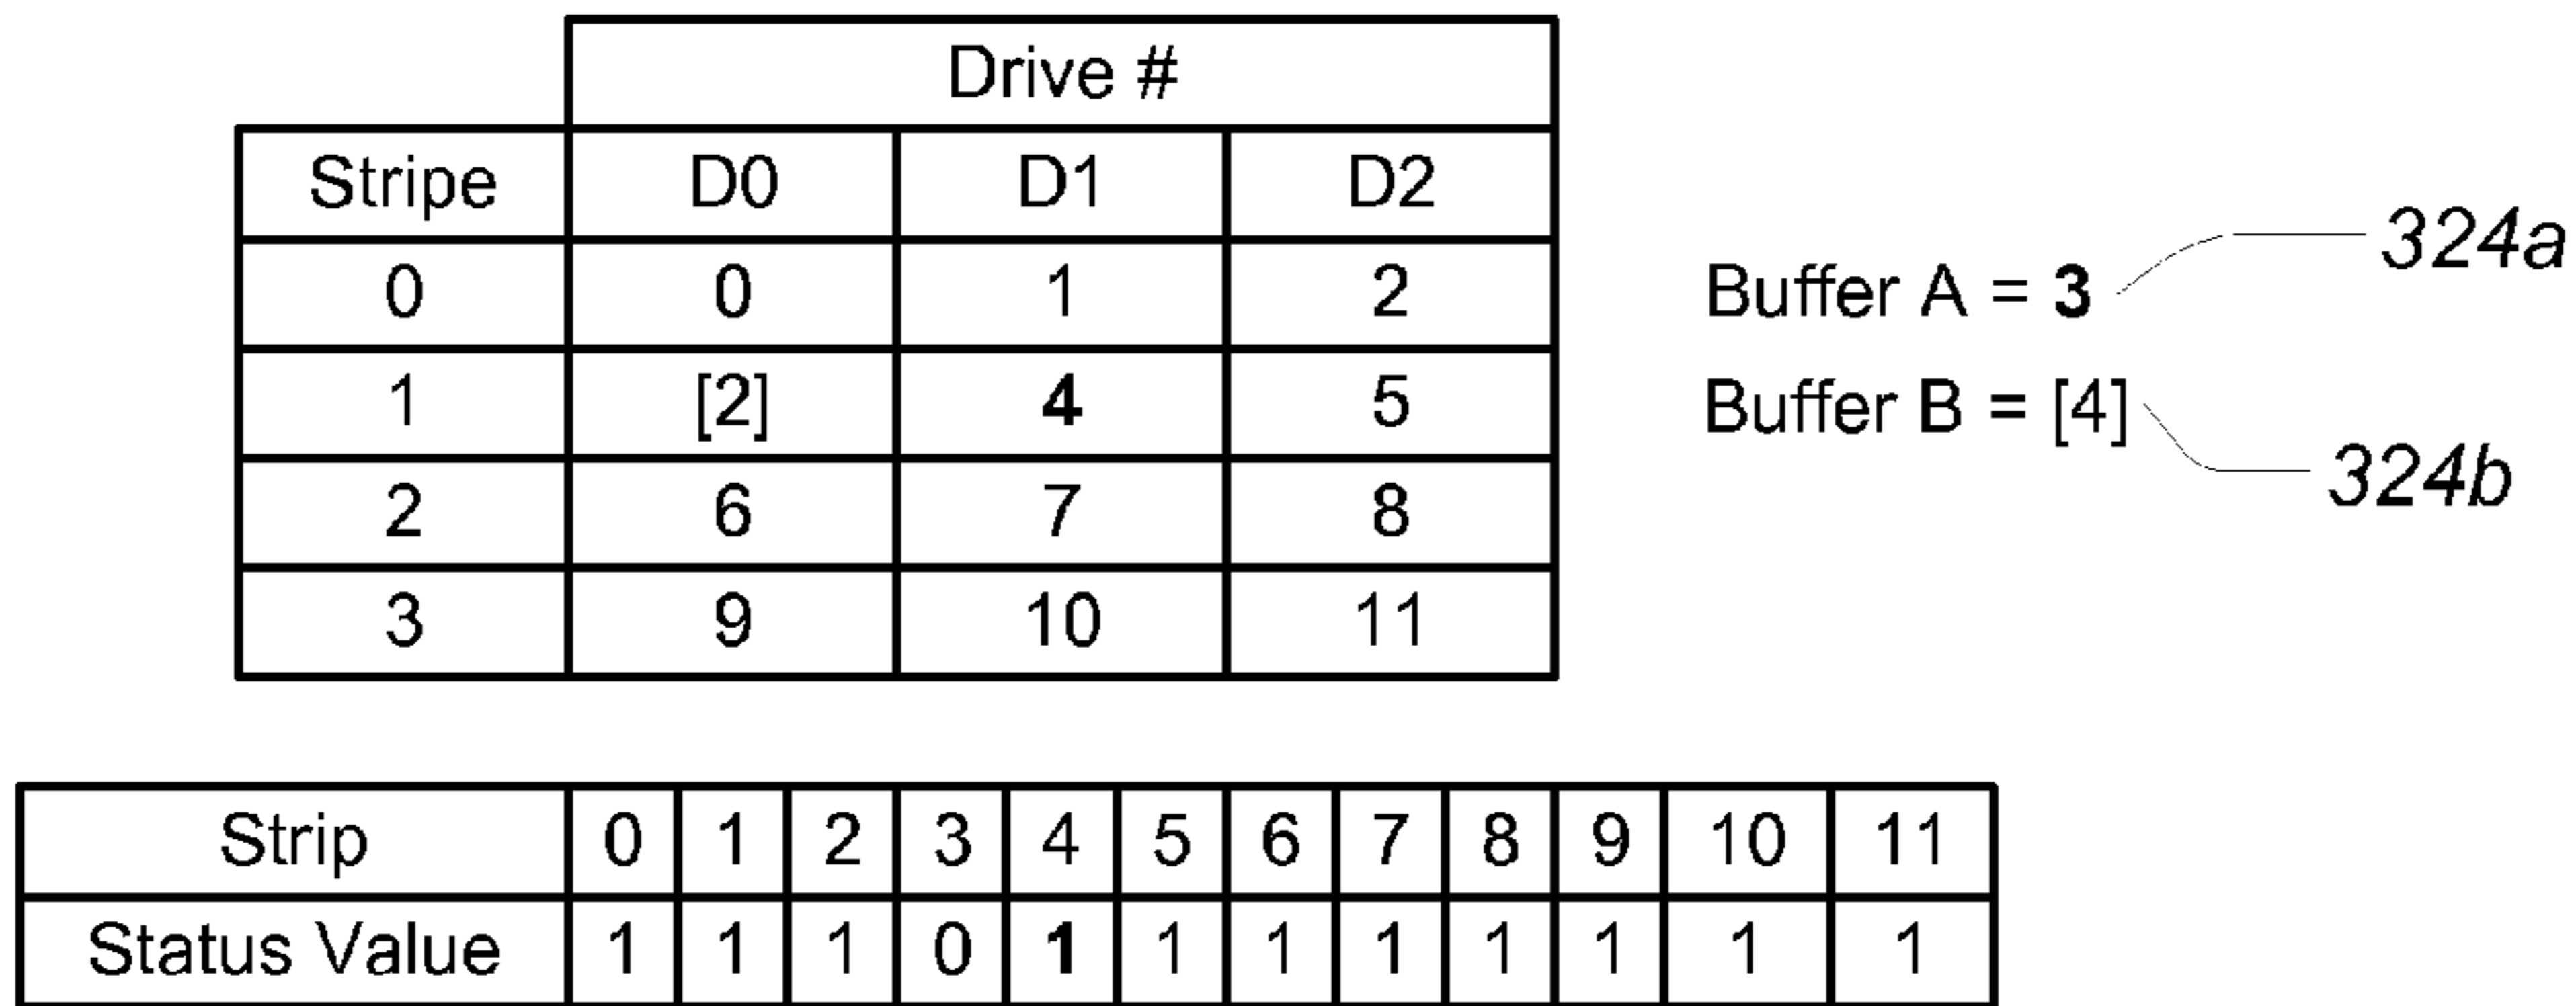 Drive #
Stripe D0 D1 D2
0 0 1 2
1 [2] 4 5
2 6 7 8
3 9 10 11
Buffer A = 3
324a
Buffer B = [4]
324b
Strip 0 1 2 3 4 5 6 7 8 9 10 11
Status Value 1 1 1 0 1 1 1 1 1 1 1 1